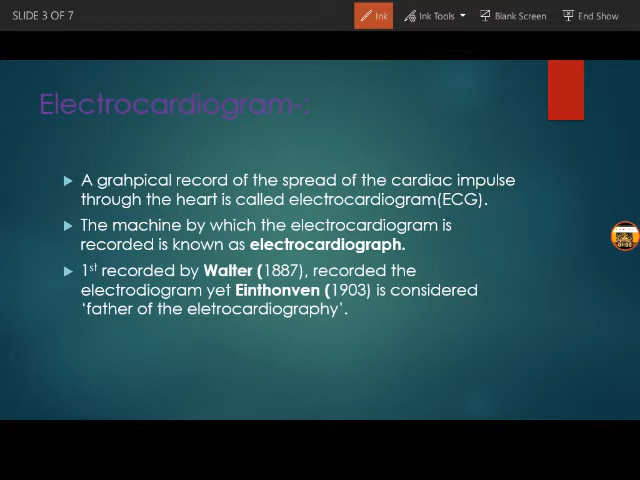 SLIDE 3 OF 7
Ink
Ink Tools
Blank Screen
End Show
Electrocardiogram-:
A grahpical record of the spread of the cardiac impulse
through the heart is called electrocardiogram(ECG).
The machine by which the electrocardiogram is
recorded is known as electrocardiograph.
1st recorded by Walter (1887), recorded the
electrodiogram yet Einthonven (1903) is considered
‘father of the eletrocardiography’.